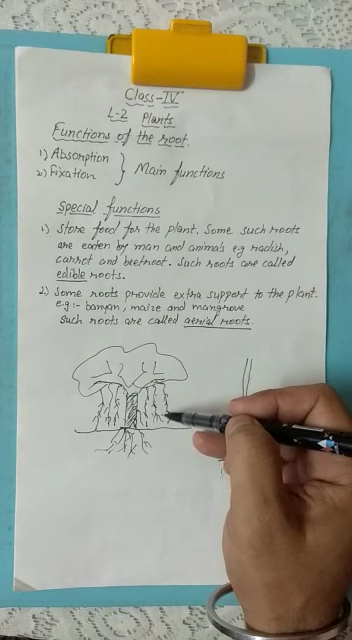 Class-IV
L-2 Plants
Functions of the root.
1) Absorption
2) Fixation } Main functions
Special functions
1) Store food for the plant. Some such roots
are eaten by man and animals eg radish,
carrot and beetroot. Such roots are called
edible roots.
2) Some roots provide extra support to the plant.
e.g:- banyan, maize and mangrove
such roots are called aerial roots.